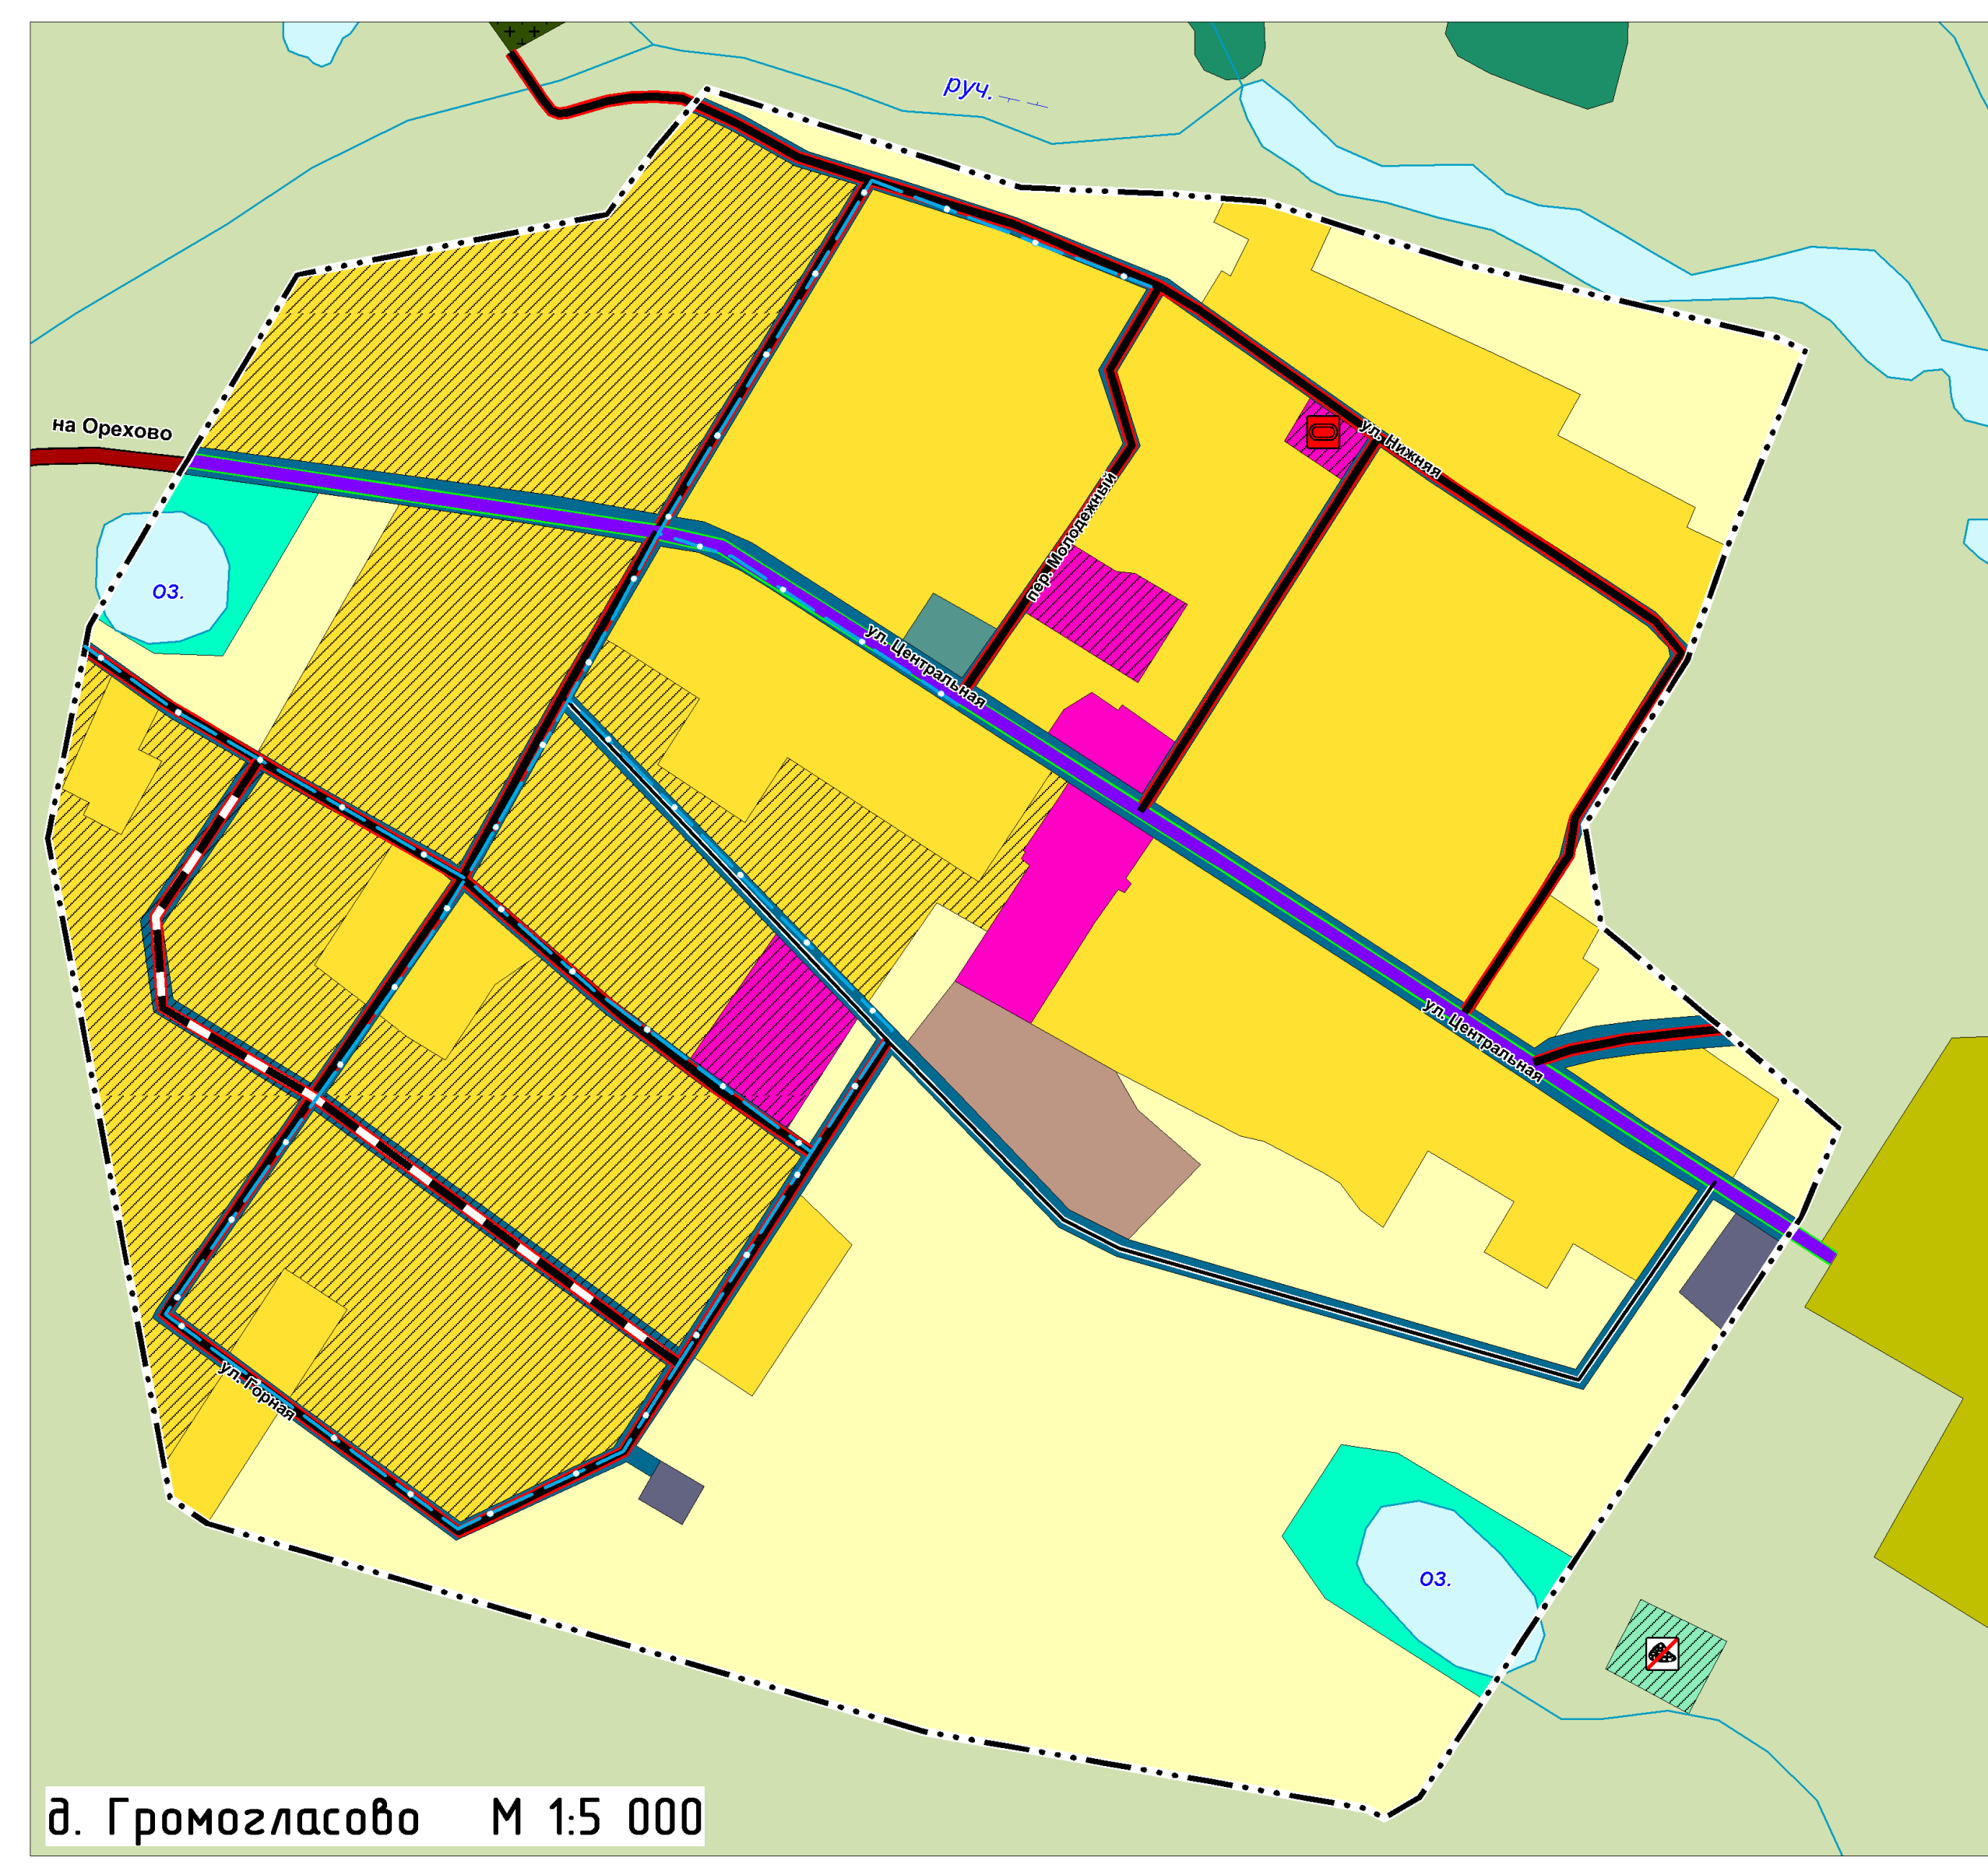 руч.
на Орехово
ул. Нижняя
пер. Молодежный
оз.
ул. Центральная
ул. Центральная
ул. Горная
оз.
д. Громогласово М 1:5 000